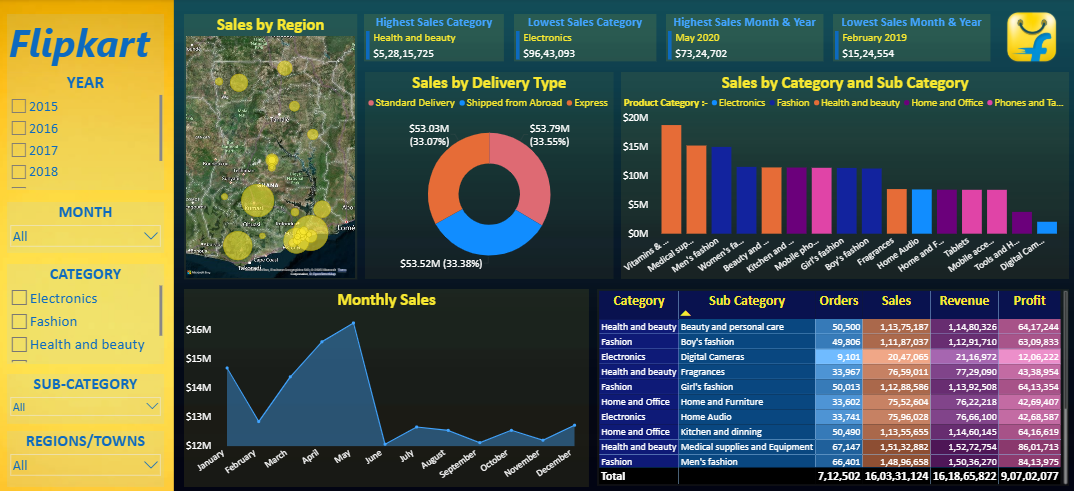 Flipkart
YEAR
2015
2016
2017
2018
MONTH
All
CATEGORY
Electronics
Fashion
Health and beauty
SUB-CATEGORY
All
REGIONS/TOWNS
All
Sales by Region
GHANA
Kumasi
Cape Coast
Takoradi
Lomé
Highest Sales Category
Health and beauty
$5,28,15,725
Lowest Sales Category
Electronics
$96,43,093
Highest Sales Month & Year
May 2020
$73,24,702
Lowest Sales Month & Year
February 2019
$15,24,554
Sales by Delivery Type
Standard Delivery Shipped from Abroad Express
$53.03M
(33.07%)
$53.79M
(33.55%)
$53.52M (33.38%)
Sales by Category and Sub Category
Product Category :- Electronics Fashion Health and beauty Home and Office Phones and Ta...
$20M
$15M
$10M
$5M
$0M
Vitamins & ...
Medical sup...
Men's fashion
Women's fa...
Beauty and ...
Kitchen and ...
Mobile pho...
Girl's fashion
Boy's fashion
Fragrances
Home Audio
Home and F...
Tablets
Mobile acce...
Tools and H...
Digital Cam...
Monthly Sales
$16M
$15M
$14M
$13M
$12M
January
February
March
April
May
June
July
August
September
October
November
December
Category Sub Category Orders Sales Revenue Profit
Health and beauty Beauty and personal care 50,500 1,13,75,187 1,14,80,326 64,17,244
Fashion Boy's fashion 49,806 1,11,87,037 1,12,91,710 63,09,833
Electronics Digital Cameras 9,101 20,47,065 21,16,972 12,06,222
Health and beauty Fragrances 33,967 76,59,011 77,29,090 43,38,954
Fashion Girl's fashion 50,013 1,12,88,586 1,13,92,508 64,13,354
Home and Office Home and Furniture 33,602 75,52,604 76,22,218 42,69,407
Electronics Home Audio 33,741 75,96,028 76,66,100 42,68,587
Home and Office Kitchen and dinning 50,490 1,13,55,655 1,14,60,145 64,16,619
Health and beauty Medical supplies and Equipment 67,147 1,51,32,882 1,52,72,754 86,01,713
Fashion Men's fashion 66,401 1,48,96,658 1,50,36,270 84,13,975
Total 7,12,502 16,03,31,124 16,18,65,822 9,07,02,077